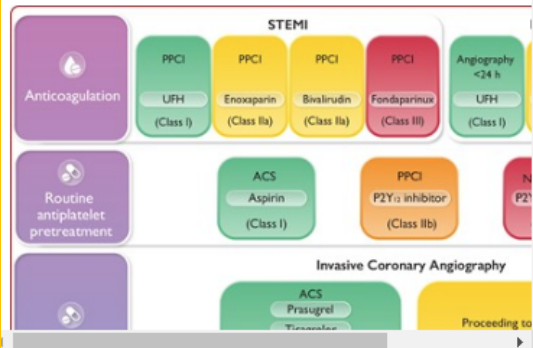 STEMI
Anticoagulation
PPCI
UFH
(Class I)
PPCI
Enoxaparin
(Class IIa)
PPCI
Bivalirudin
(Class IIa)
PPCI
Fondaparinux
(Class III)
Angiography
<24 h
UFH
(Class I)
Routine
antiplatelet
pretreatment
ACS
Aspirin
(Class I)
PPCI
P2Y₁₂ inhibitor
(Class IIb)
Invasive Coronary Angiography
ACS
Prasugrel
Proceeding to